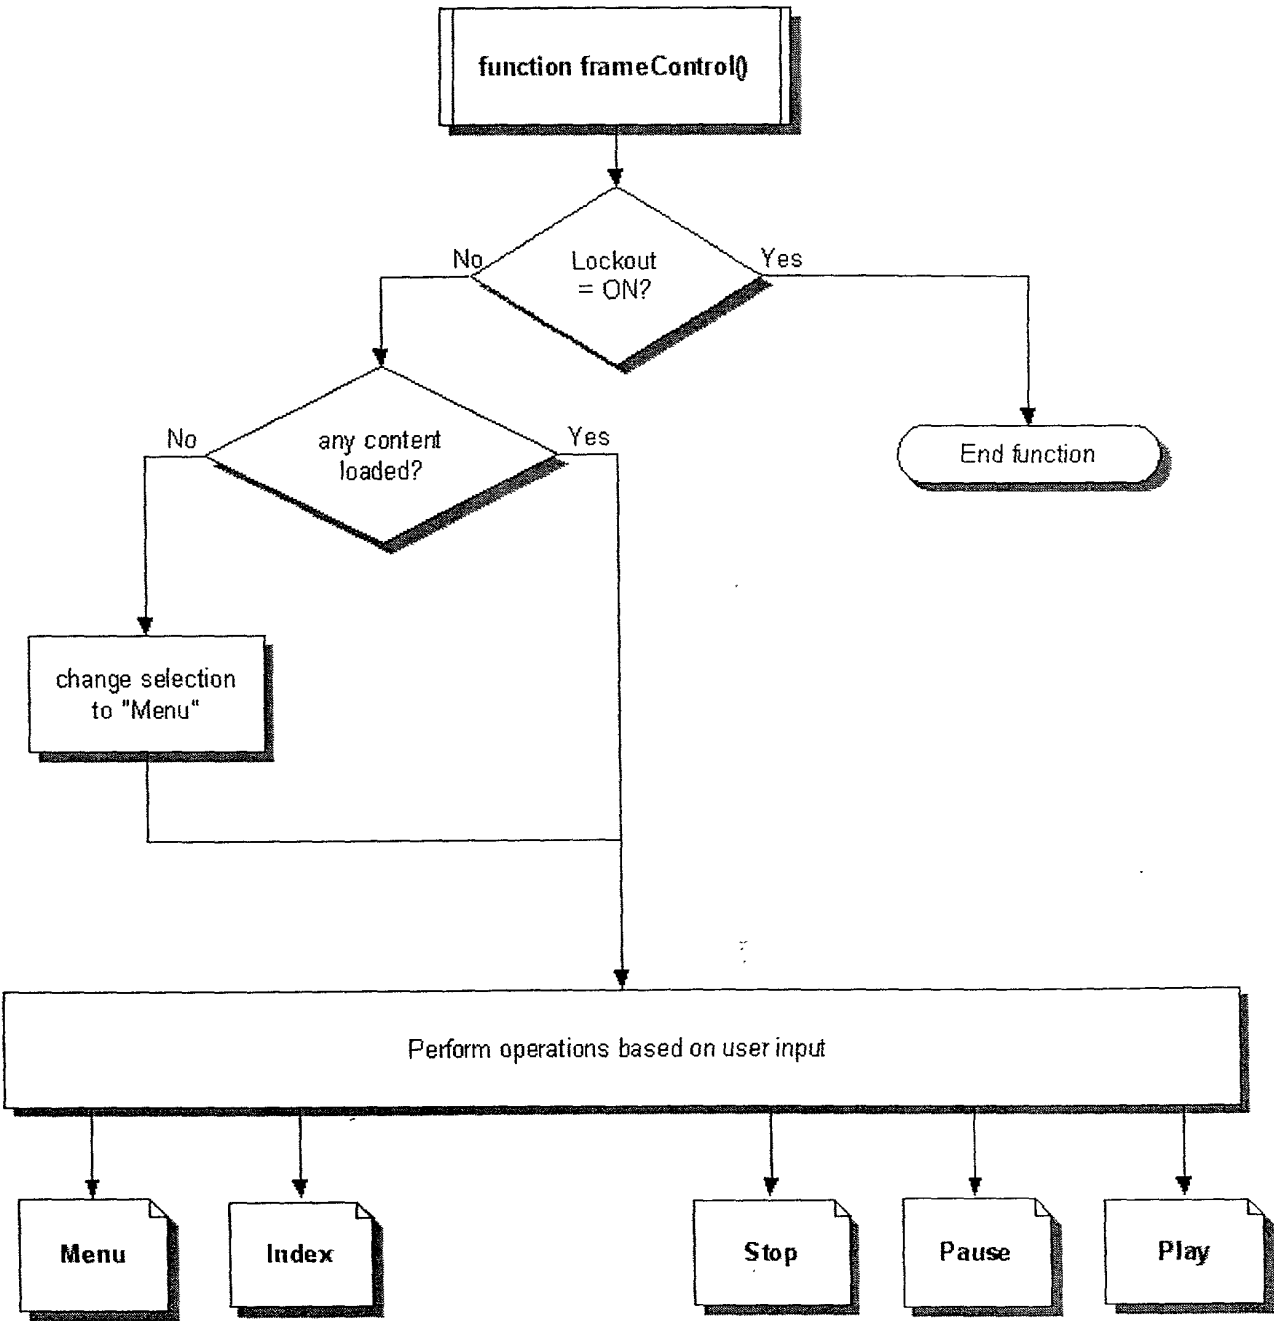 function frameControl()
No
Lockout
= ON?
Yes
No
any content
loaded?
Yes
End function
change selection
to "Menu"
Perform operations based on user input
Menu
Index
Stop
Pause
Play